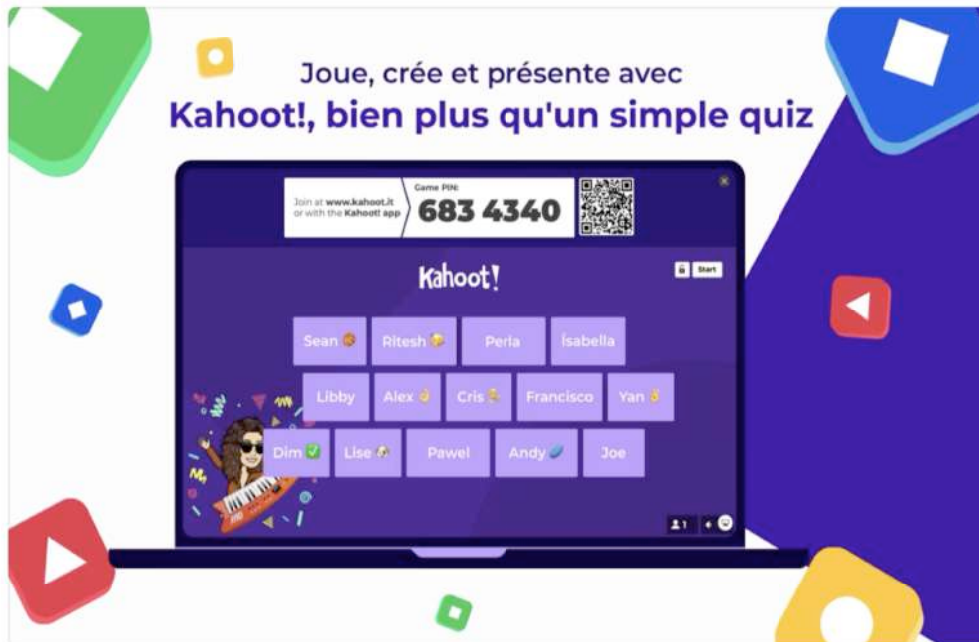 Joue, crée et présente avec
Kahoot!, bien plus qu'un simple quiz
Join at www.kahoot.it
or with the Kahoot! app
Game PIN:
683 4340
Kahoot!
Start
Sean Ritesh Perla İsabella
Libby Alex Cris Francisco Yan
Dim Lise Pawel Andy Joe
1